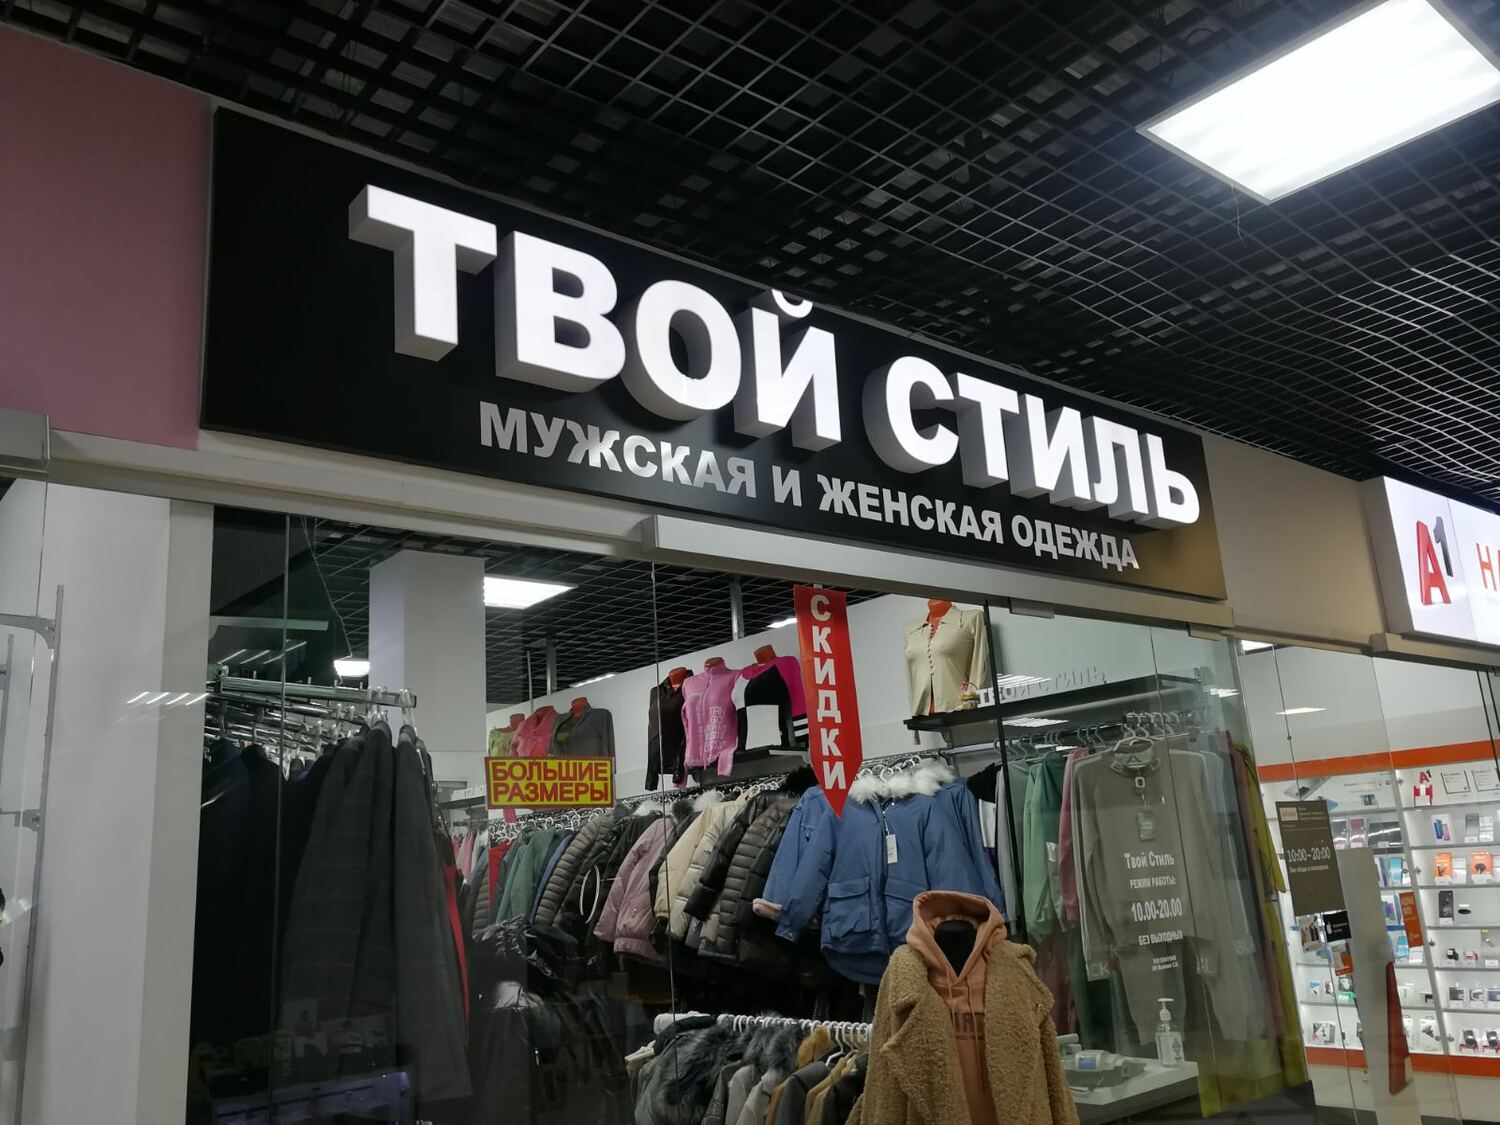 ТВОЙ СТИЛЬ
МУЖСКАЯ И ЖЕНСКАЯ ОДЕЖДА
A1
СКИДКИ
ТВОЙ СТИЛЬ
БОЛЬШИЕ
РАЗМЕРЫ
10:00-20:00
Твой Стиль
РЕЖИМ РАБОТЫ:
10.00-20.00
БЕЗ ВЫХОДНЫХ